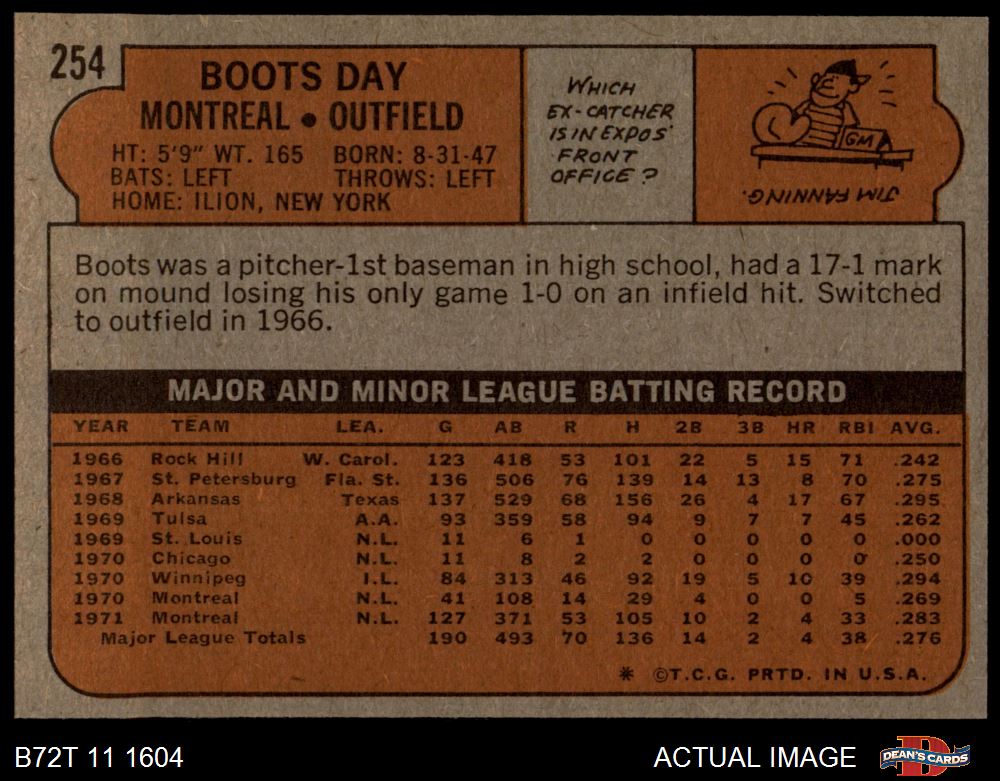 254
BOOTS DAY
MONTREAL • OUTFIELD
HT: 5'9" WT. 165 BORN: 8-31-47
BATS: LEFT THROWS: LEFT
HOME: ILION, NEW YORK
WHICH
EX-CATCHER
IS IN EXPOS'
FRONT
OFFICE?
GM
JIM FANNING.
Boots was a pitcher-1st baseman in high school, had a 17-1 mark
on mound losing his only game 1-0 on an infield hit. Switched
to outfield in 1966.
MAJOR AND MINOR LEAGUE BATTING RECORD
YEAR TEAM LEA. G AB R H 2B 3B HR RBI AVG.
1966 Rock Hill W. Carol. 123 418 53 101 22 5 15 71 .242
1967 St. Petersburg Fla. St. 136 506 76 139 14 13 8 70 .275
1968 Arkansas Texas 137 529 68 156 26 4 17 67 .295
1969 Tulsa A.A. 93 359 58 94 9 7 7 45 .262
1969 St. Louis N.L. 11 6 1 0 0 0 0 0 .000
1970 Chicago N.L. 11 8 2 2 0 0 0 0 .250
1970 Winnipeg I.L. 84 313 46 92 19 5 10 39 .294
1970 Montreal N.L. 41 108 14 29 4 0 0 5 .269
1971 Montreal N.L. 127 371 53 105 10 2 4 33 .283
Major League Totals 190 493 70 136 14 2 4 38 .276
* ©T.C.G. PRTD. IN U.S.A.
B72T 11 1604 ACTUAL IMAGE
DEAN'S CARDS